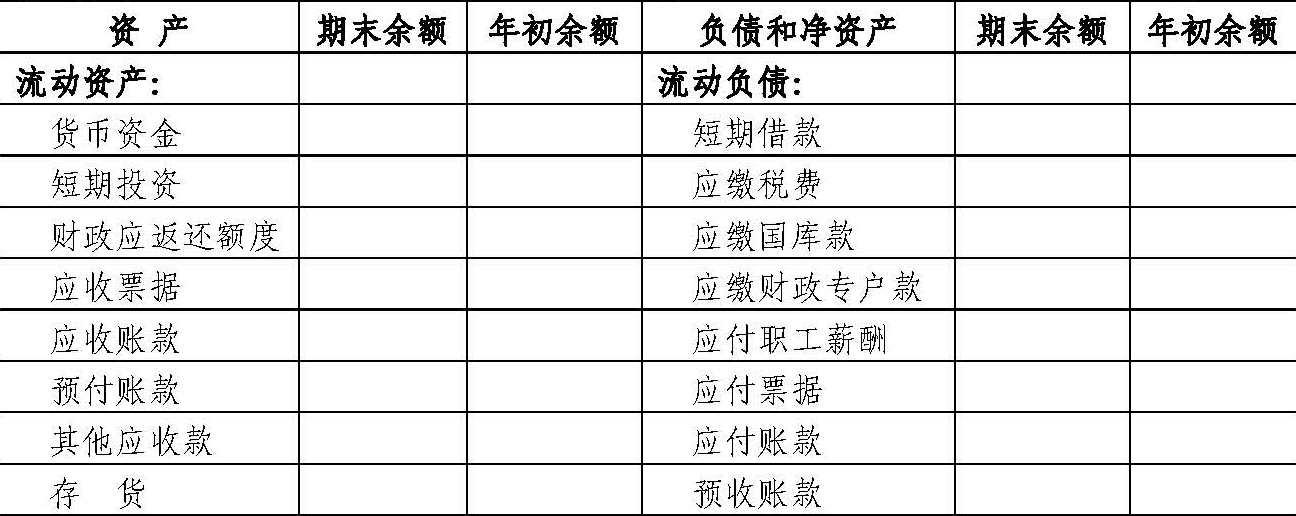 资 产 期末余额 年初余额 负债和净资产 期末余额 年初余额
流动资产: 流动负债:
货币资金 短期借款
短期投资 应缴税费
财政应返还额度 应缴国库款
应收票据 应缴财政专户款
应收账款 应付职工薪酬
预付账款 应付票据
其他应收款 应付账款
存 货 预收账款